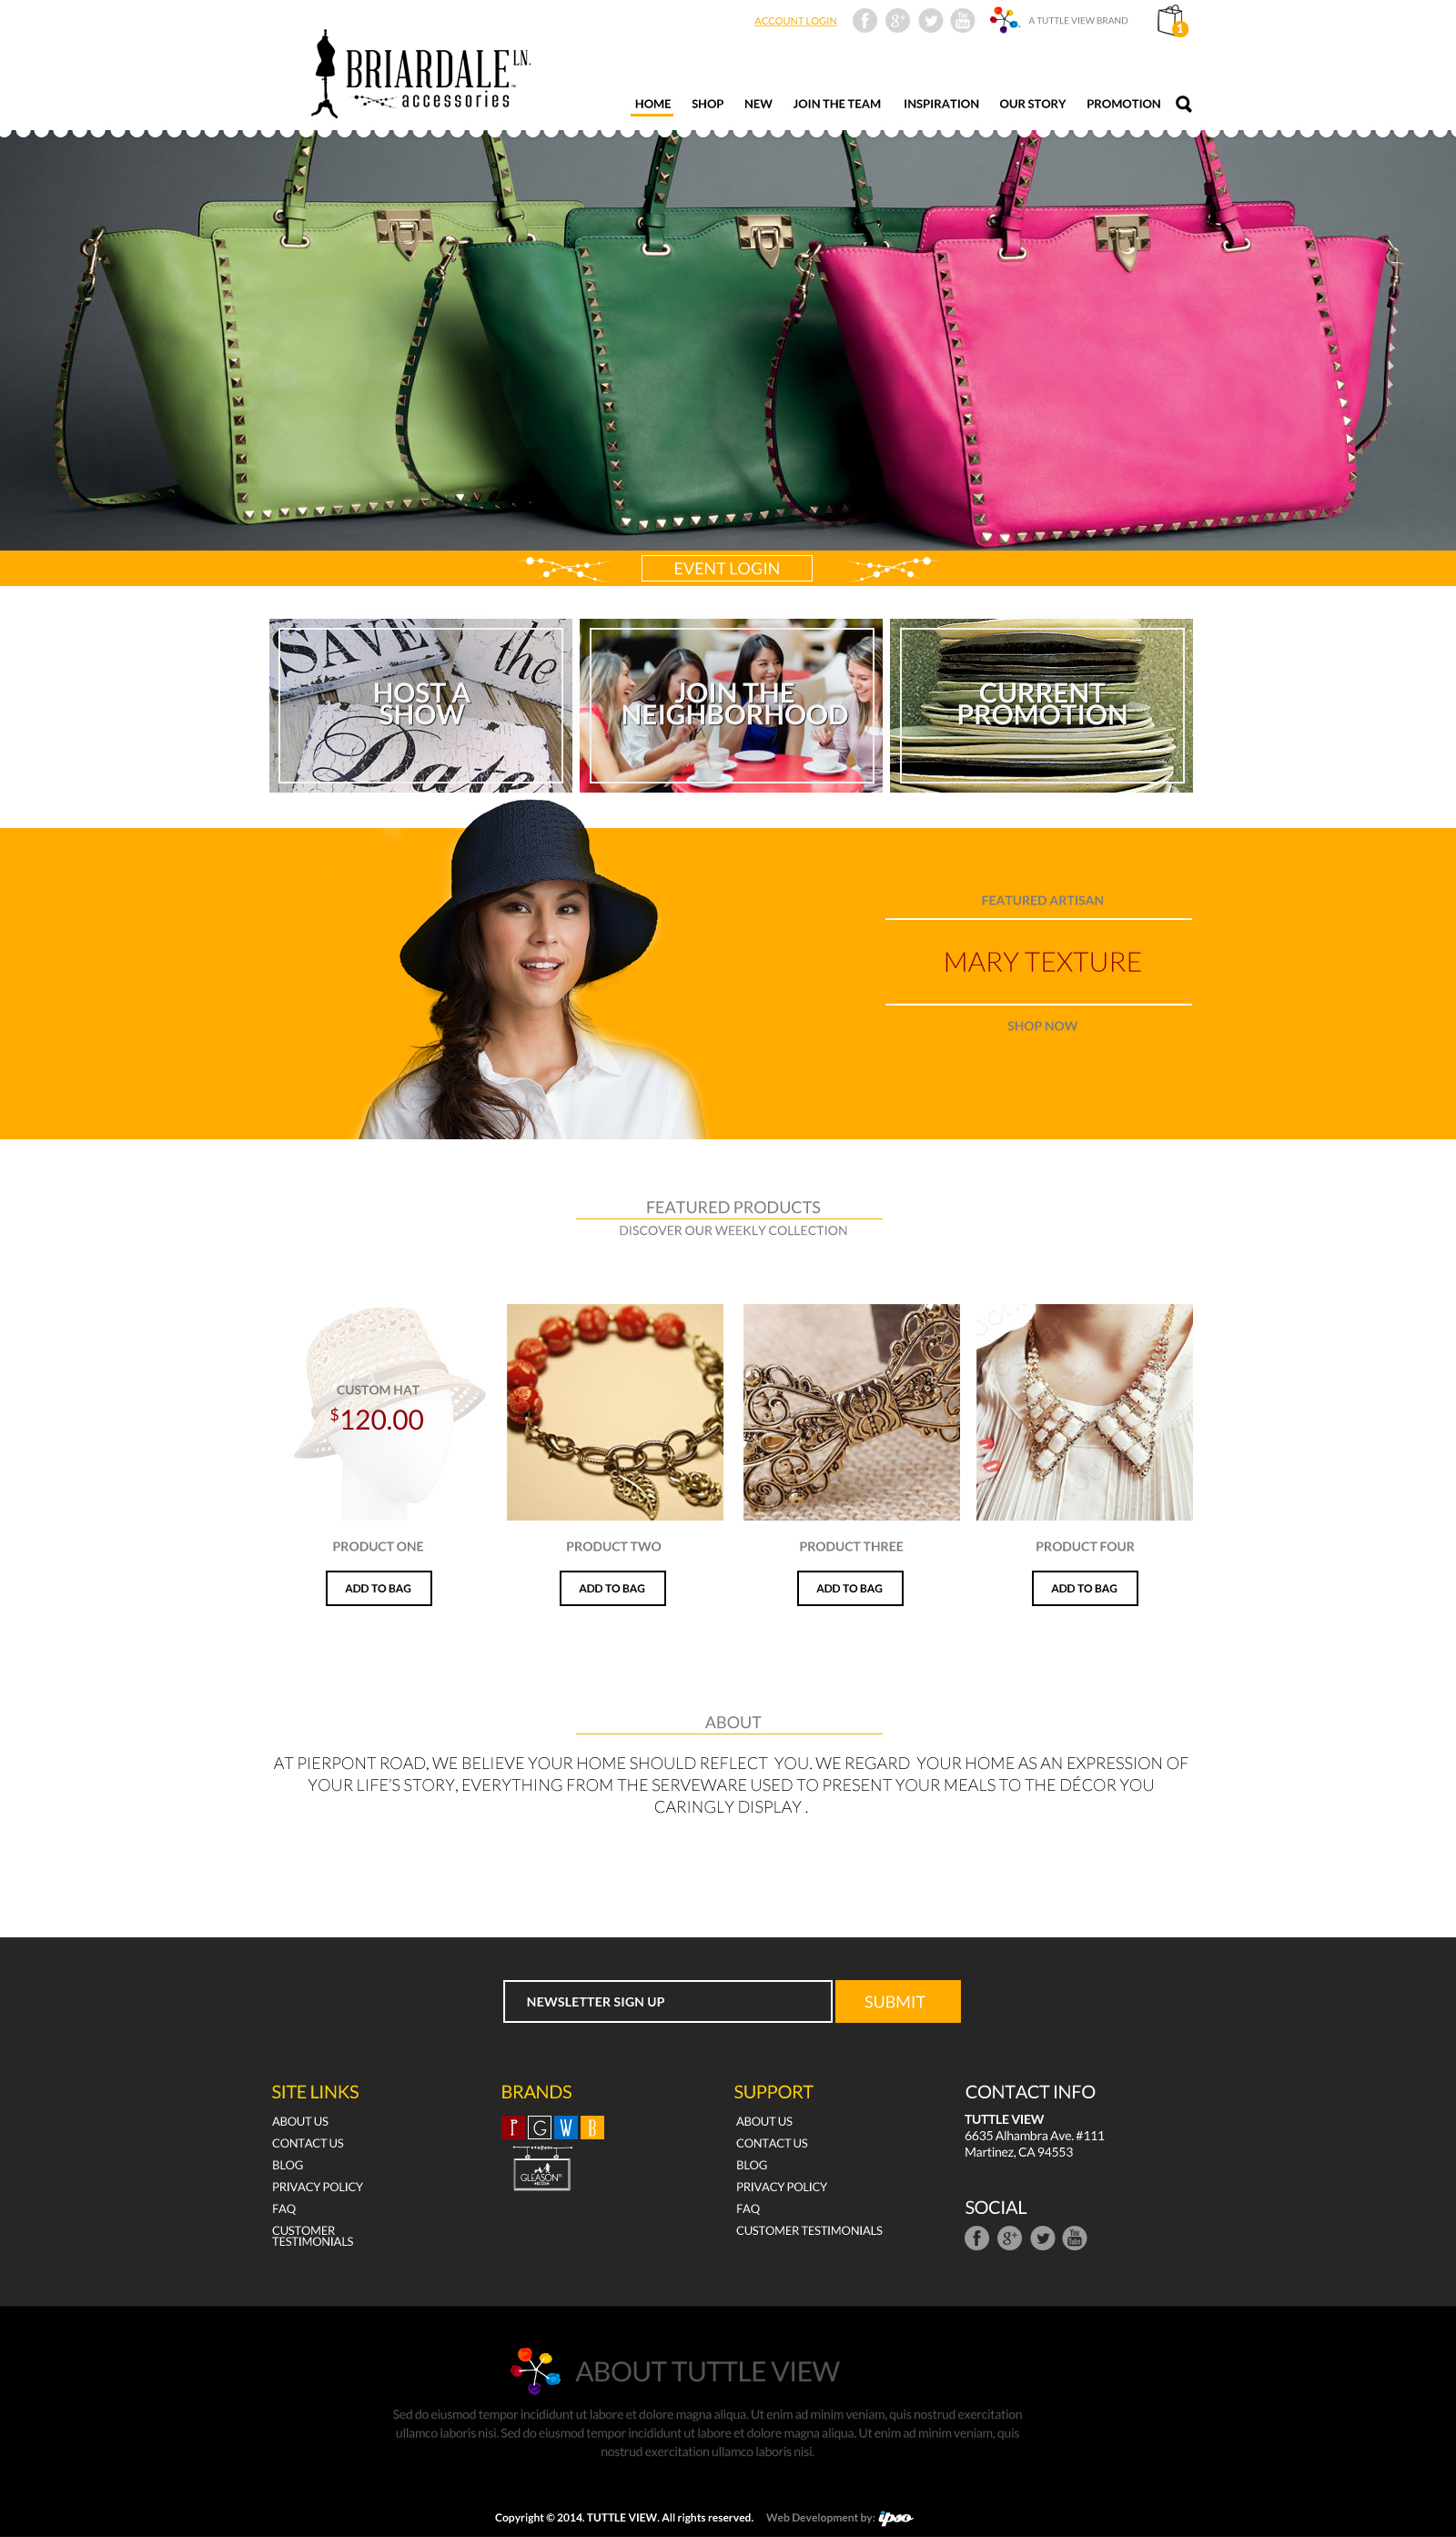 ACCOUNT LOGIN
A TUTTLE VIEW BRAND
1
BRIARDALE LN.
accessories
HOME SHOP NEW JOIN THE TEAM INSPIRATION OUR STORY PROMOTION
EVENT LOGIN
SAVE the
Date
HOST A
SHOW
JOIN THE
NEIGHBORHOOD
CURRENT
PROMOTION
FEATURED ARTISAN
MARY TEXTURE
SHOP NOW
FEATURED PRODUCTS
DISCOVER OUR WEEKLY COLLECTION
CUSTOM HAT
$120.00
PRODUCT ONE PRODUCT TWO PRODUCT THREE PRODUCT FOUR
ADD TO BAG ADD TO BAG ADD TO BAG ADD TO BAG
ABOUT
AT PIERPONT ROAD, WE BELIEVE YOUR HOME SHOULD REFLECT YOU. WE REGARD YOUR HOME AS AN EXPRESSION OF
YOUR LIFE'S STORY, EVERYTHING FROM THE SERVEWARE USED TO PRESENT YOUR MEALS TO THE DÉCOR YOU
CARINGLY DISPLAY .
NEWSLETTER SIGN UP SUBMIT
SITE LINKS
ABOUT US
CONTACT US
BLOG
PRIVACY POLICY
FAQ
CUSTOMER
TESTIMONIALS
BRANDS
P G W B
GLEASON
SUPPORT
ABOUT US
CONTACT US
BLOG
PRIVACY POLICY
FAQ
CUSTOMER TESTIMONIALS
CONTACT INFO
TUTTLE VIEW
6635 Alhambra Ave. #111
Martinez, CA 94553
SOCIAL
You Tube
ABOUT TUTTLE VIEW
Sed do eiusmod tempor incididunt ut labore et dolore magna aliqua. Ut enim ad minim veniam, quis nostrud exercitation
ullamco laboris nisi. Sed do eiusmod tempor incididunt ut labore et dolore magna aliqua. Ut enim ad minim veniam, quis
nostrud exercitation ullamco laboris nisi.
Copyright © 2014. TUTTLE VIEW. All rights reserved. Web Development by: